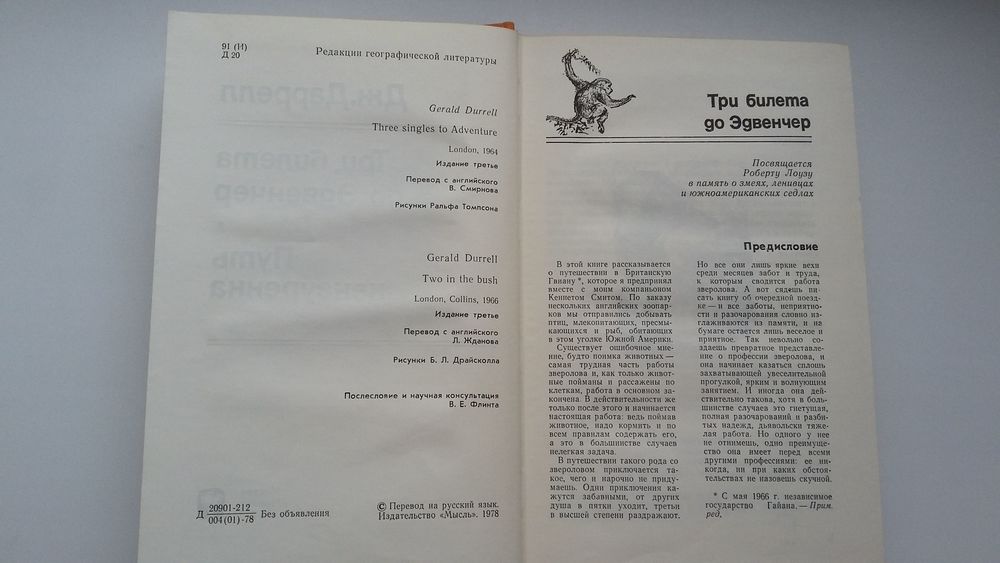 91 (И)
Д 20
Редакции географической литературы
Gerald Durrell
Three singles to Adventure
London, 1964
Издание третье
Перевод с английского
В. Смирнова
Рисунки Ральфа Томпсона
Gerald Durrell
Two in the bush
London, Collins, 1966
Издание третье
Перевод с английского
Л. Жданова
Рисунки Б. Л. Драйсколла
Послесловие и научная консультация
В. Е. Флинта
Д 20901-212
004(01)-78 Без объявления
© Перевод на русский язык.
Издательство «Мысль». 1978
Три билета
до Эдвенчер
Посвящается
Роберту Лоузу
в память о змеях, ленивцах
и южноамериканских седлах
Предисловие
В этой книге рассказывается
о путешествии в Британскую
Гвиану*, которое я предпринял
вместе с моим компаньоном
Кеннетом Смитом. По заказу
нескольких английских зоопар-
ков мы отправились добывать
птиц, млекопитающих, пресмы-
кающихся и рыб, обитающих
в этом уголке Южной Америки.
Существует ошибочное мне-
ние, будто поимка животных —
самая трудная часть работы
зверолова и, как только живот-
ные пойманы и рассажены по
клеткам, работа в основном за-
кончена. В действительности же
только после этого и начинается
настоящая работа: ведь поймав
животное, надо кормить и по
всем правилам содержать его,
а это в большинстве случаев
нелегкая задача.
В путешествии такого рода со
звероловом приключается та-
кое, чего и нарочно не приду-
маешь. Одни приключения ка-
жутся забавными, от других
душа в пятки уходит, третьи
в высшей степени раздражают.
Но все они лишь яркие вехи
среди месяцев забот и труда,
к которым сводится работа
зверолова. А вот сядешь пи-
сать книгу об очередной поезд-
ке — и все заботы, неприятности
и разочарования словно из-
глаживаются из памяти, и на
бумаге остается лишь веселое и
приятное. Так невольно со-
здаешь превратное представле-
ние о профессии зверолова, и
она начинает казаться сплошь
захватывающей увеселительной
прогулкой, ярким и волнующим
занятием. И иногда она дей-
ствительно такова, хотя в боль-
шинстве случаев это гнетущая,
полная разочарований и разби-
тых надежд, дьявольски тяже-
лая работа. Но одного у нее
не отнимешь, одно преимуще-
ство она имеет перед всеми
другими профессиями: ее ни-
когда, ни при каких обстоя-
тельствах не назовешь скучной.
* С мая 1966 г. независимое
государство Гайана.— Прим.
ред.